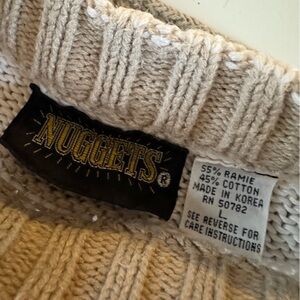 NUGGETS
55% RAMIE
45% COTTON
MADE IN KOREA
RN 50782
L
SEE REVERSE FOR
CARE INSTRUCTIONS